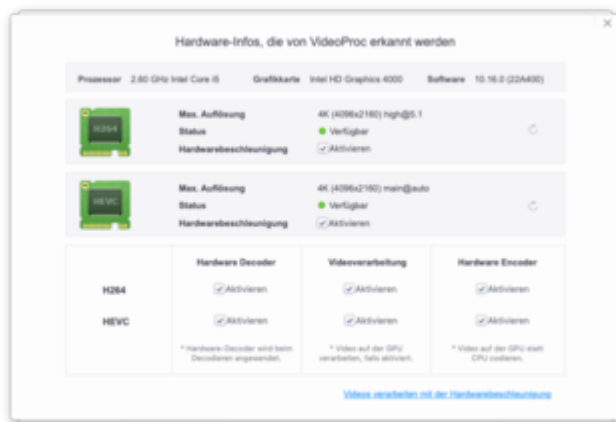 Hardware-Infos, die von VideoProc erkannt werden
Prozessor 2.60 GHz Intel Core i5 Grafikkarte Intel HD Graphics 4000 Software 10.16.0 (22A400)
H264
Max. Auflösung 4K (4096x2160) high@5.1
Status Verfügbar
Hardwarebeschleunigung Aktivieren
HEVC
Max. Auflösung 4K (4096x2160) main@auto
Status Verfügbar
Hardwarebeschleunigung Aktivieren
Hardware Decoder Videoverarbeitung Hardware Encoder
H264 Aktivieren Aktivieren Aktivieren
HEVC Aktivieren Aktivieren Aktivieren
* Hardware-Decoder wird beim * Video auf der GPU * Video auf der GPU statt
Decodieren angewendet. verarbeiten, falls aktiviert. CPU codieren.
Videos verarbeiten mit der Hardwarebeschleunigung